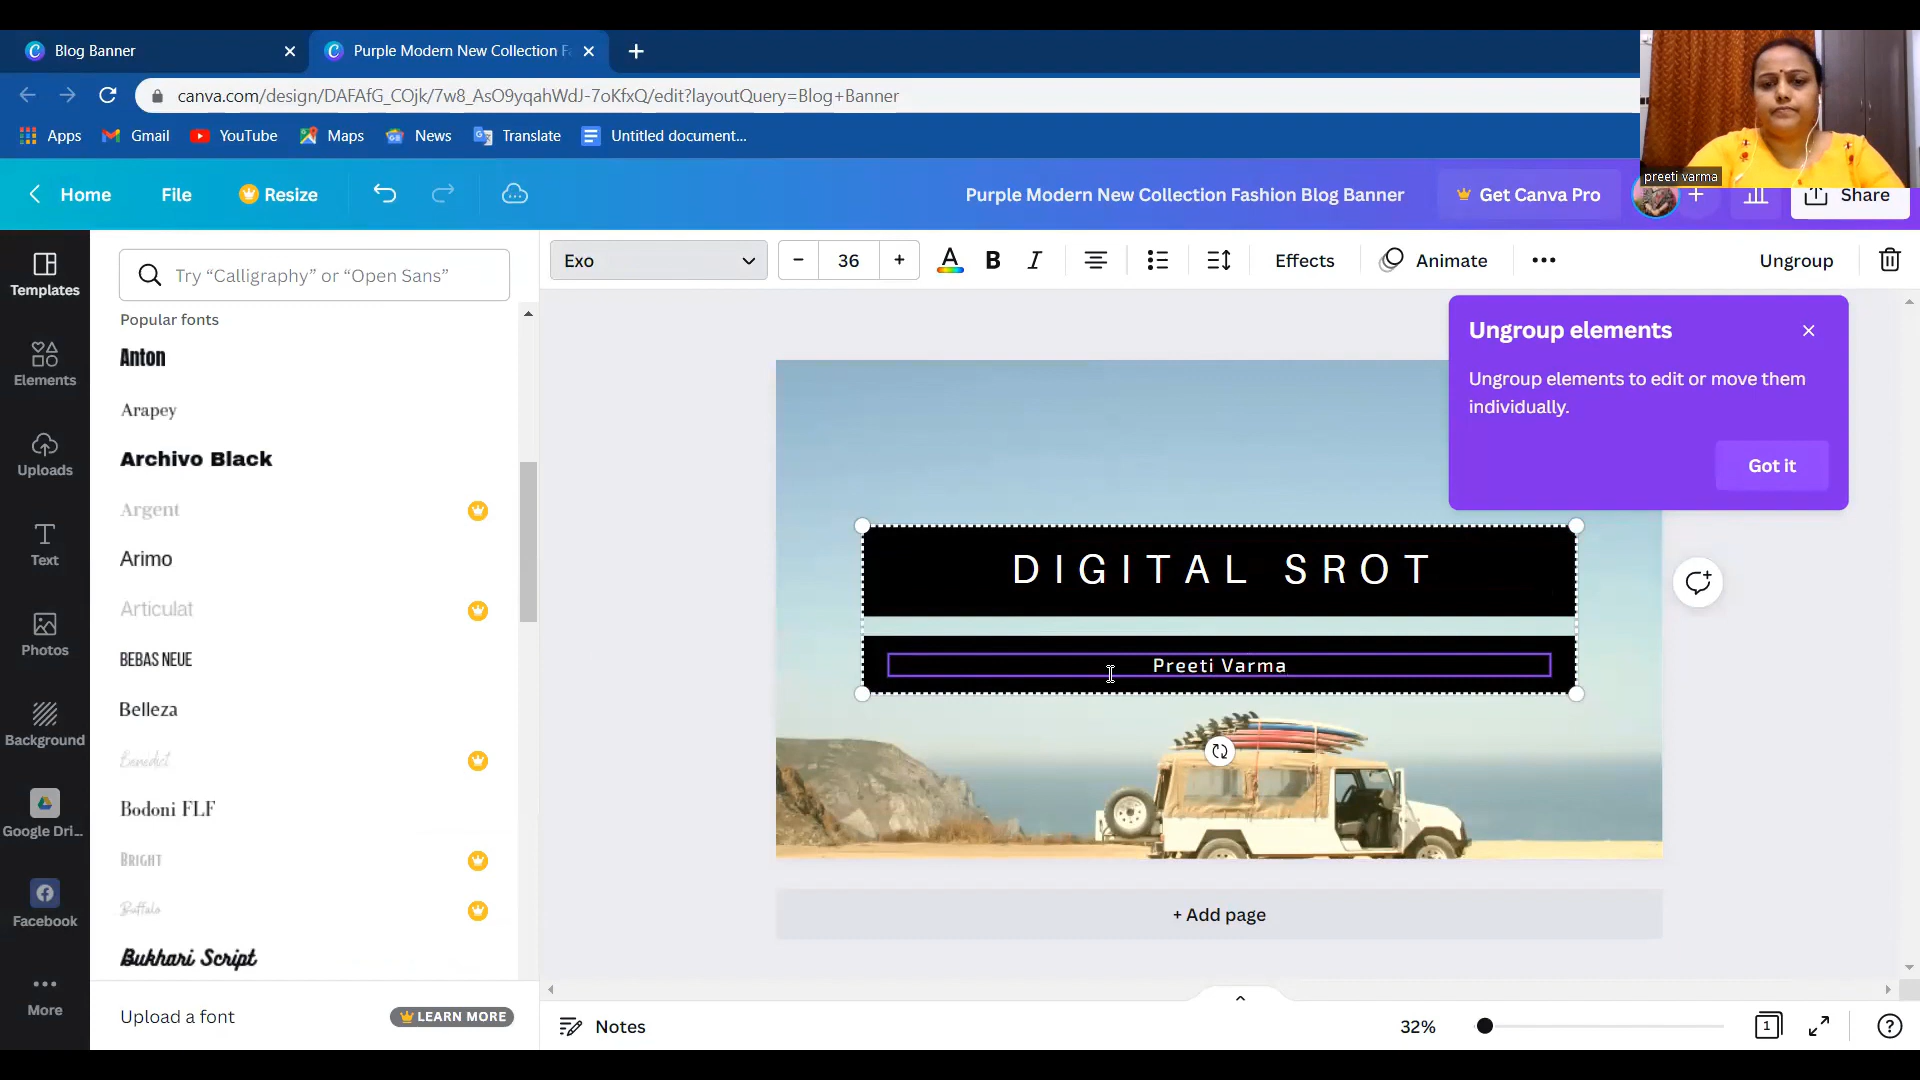 Blog Banner
Purple Modern New Collection F
canva.com/design/DAFAfG_COjk/7w8_AsO9yqahWdJ-7oKfxQ/edit?layoutQuery=Blog+Banner
Apps
Gmail
YouTube
Maps
News
Translate
Untitled document...
preeti varma
Home
File
Resize
Purple Modern New Collection Fashion Blog Banner
Get Canva Pro
Share
Templates
Elements
Uploads
Text
Photos
Background
Google Dri...
Facebook
More
Try “Calligraphy” or “Open Sans”
Popular fonts
Anton
Arapey
Archivo Black
Argent
Arimo
Articulat
BEBAS NEUE
Belleza
Benedict
Bodoni FLF
BRIGHT
Buffalo
Bukhari Script
Upload a font
LEARN MORE
Exo
36
A
B
I
Effects
Animate
Ungroup
Ungroup elements
Ungroup elements to edit or move them
individually.
Got it
DIGITAL SROT
Preeti Varma
+ Add page
Notes
32%
1